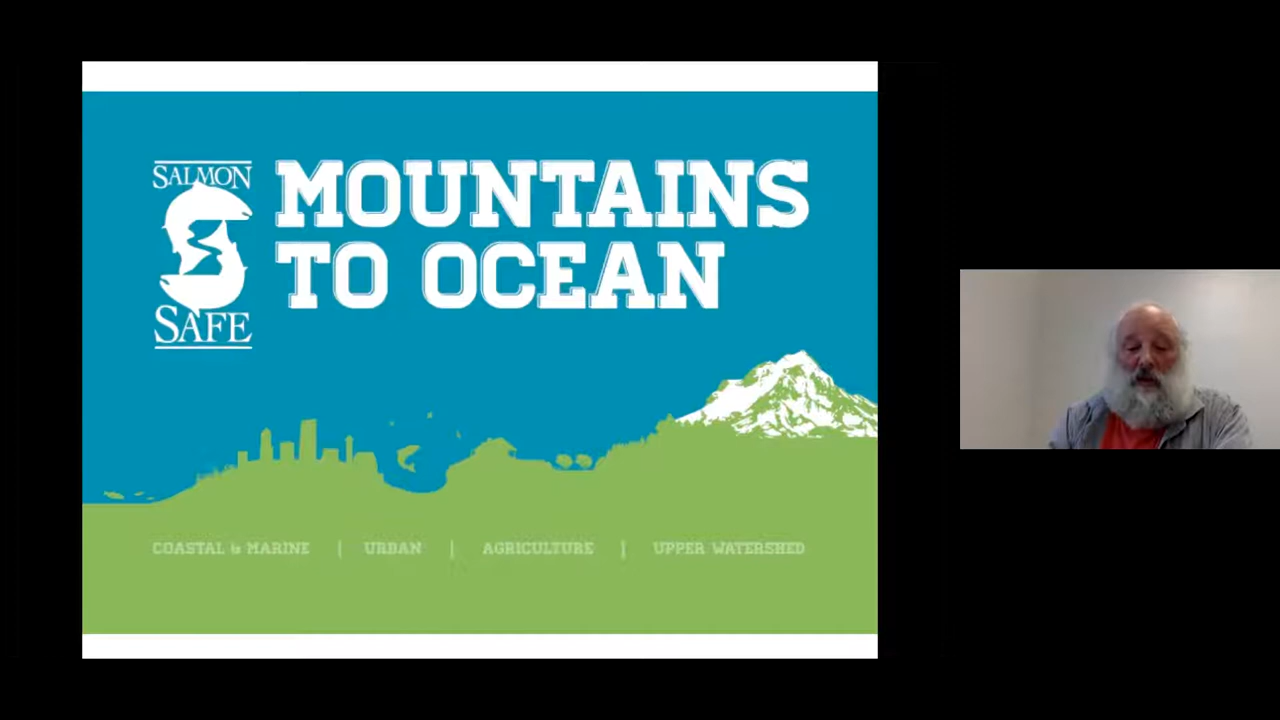 SALMON
SAFE
MOUNTAINS
TO OCEAN
COASTAL & MARINE | URBAN | AGRICULTURE | UPPER WATERSHED